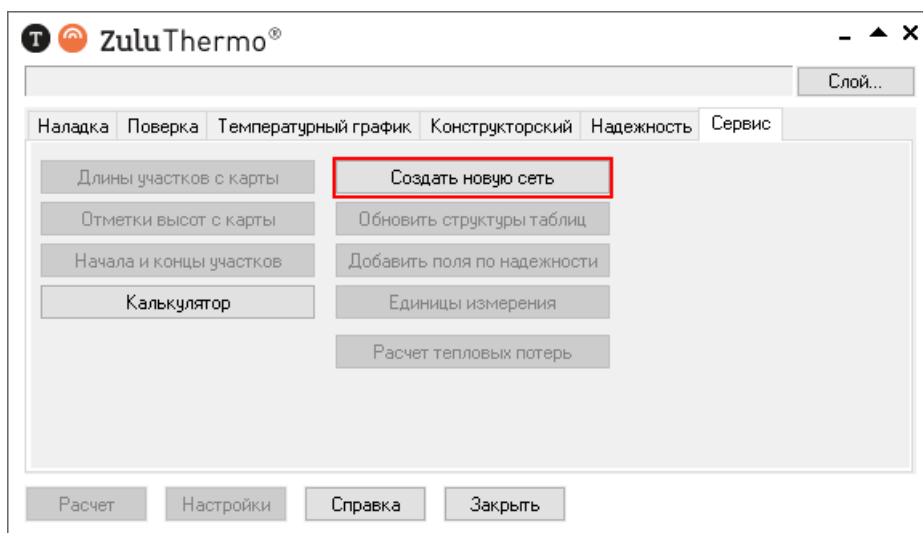 T ZuluThermo®
Слой...
Наладка Поверка Температурный график Конструкторский Надежность Сервис
Длины участков с карты Создать новую сеть
Отметки высот с карты Обновить структуры таблиц
Начала и концы участков Добавить поля по надежности
Калькулятор Единицы измерения
Расчет тепловых потерь
Расчет Настройки Справка Закрыть